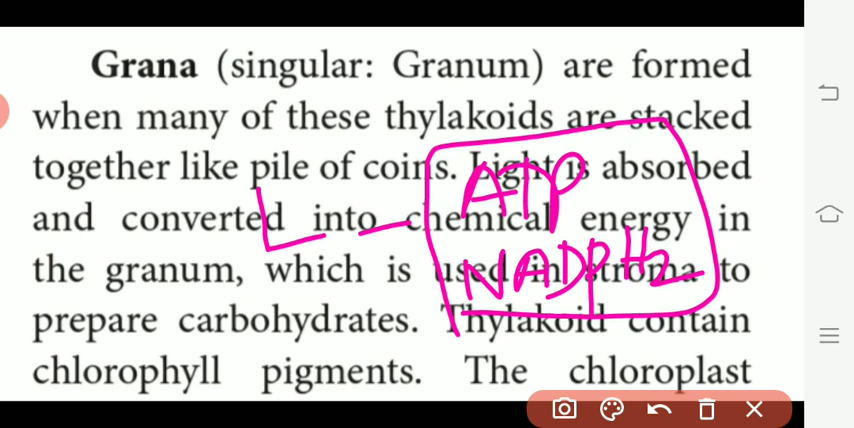 Grana (singular: Granum) are formed
when many of these thylakoids are stacked
together like pile of coins. Light is absorbed
and converted into chemical energy in
the granum, which is used in stroma to
prepare carbohydrates. Thylakoid contain
chlorophyll pigments. The chloroplast
ATP
NADPH2